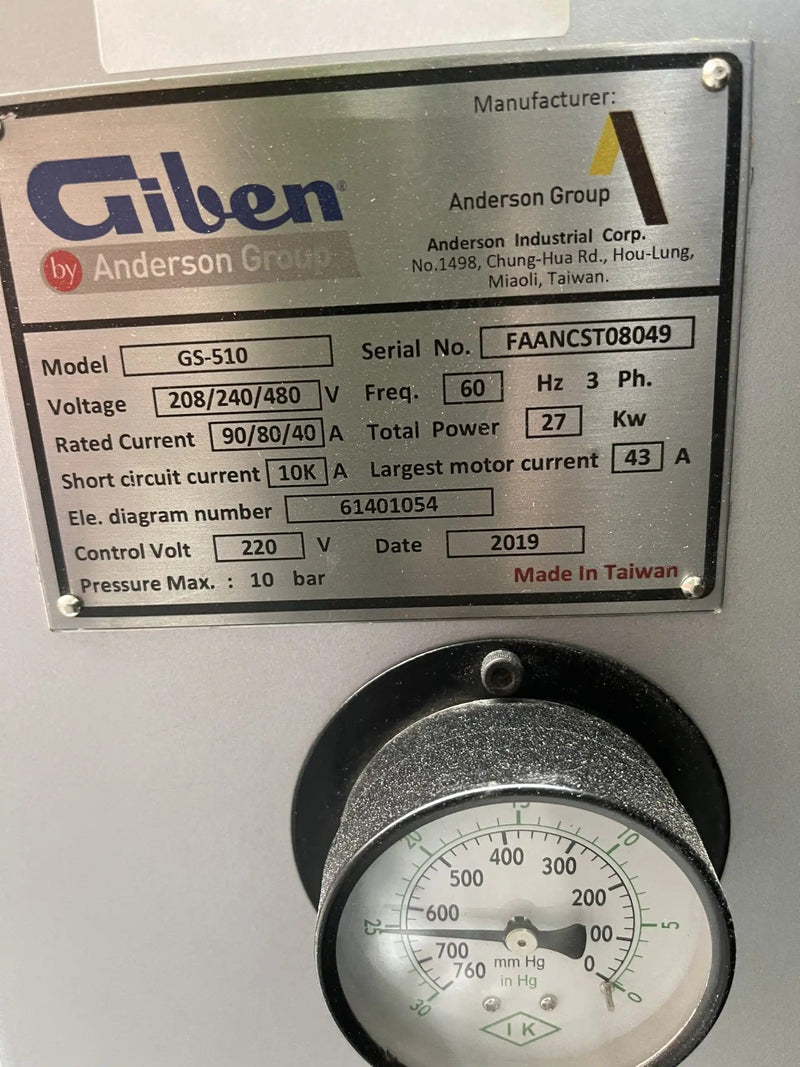 Manufacturer:
Giben®
by Anderson Group
Anderson Group
Anderson Industrial Corp.
No.1498, Chung-Hua Rd., Hou-Lung,
Miaoli, Taiwan.
Model GS-510 Serial No. FAANCST08049
Voltage 208/240/480 V Freq. 60 Hz 3 Ph.
Rated Current 90/80/40 A Total Power 27 Kw
Short circuit current 10K A Largest motor current 43 A
Ele. diagram number 61401054
Control Volt 220 V Date 2019
Pressure Max. : 10 bar Made In Taiwan
15
20 10
400 300
500 200
600 00
25 5
700 0
760 mm Hg
in Hg
30 0
I K